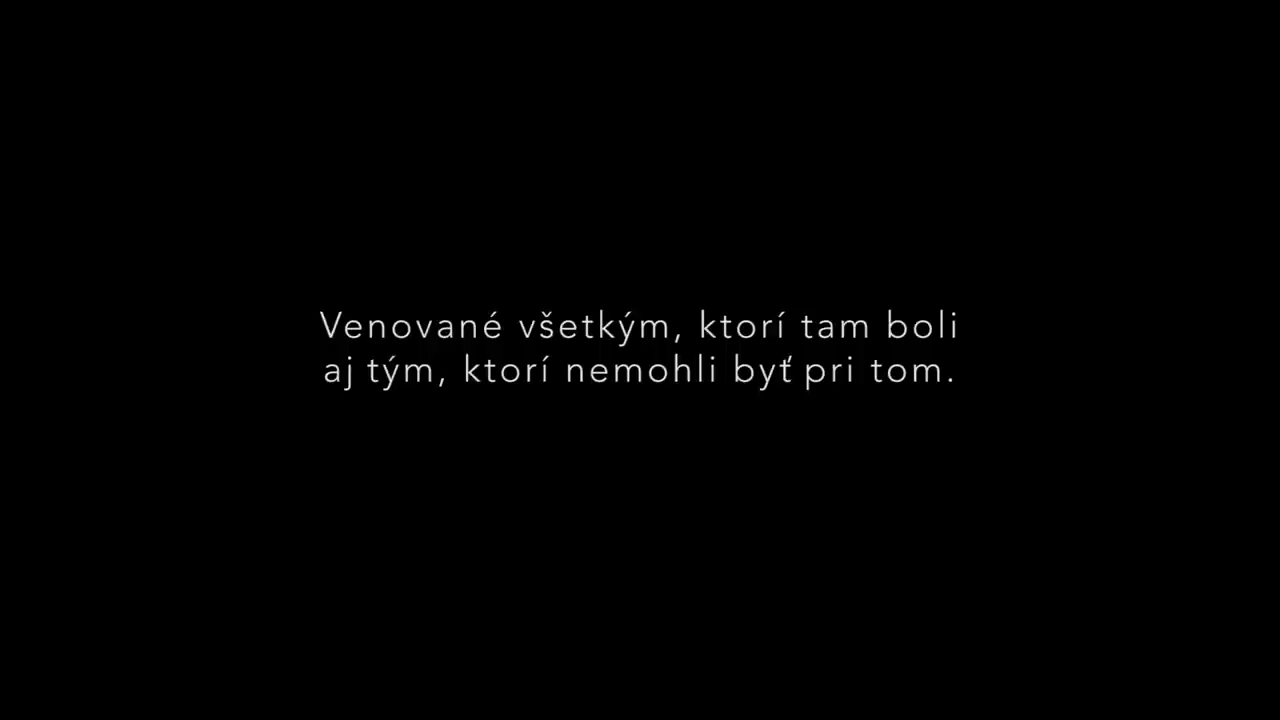 Venované všetkým, ktorí tam boli
aj tým, ktorí nemohli byť pri tom.